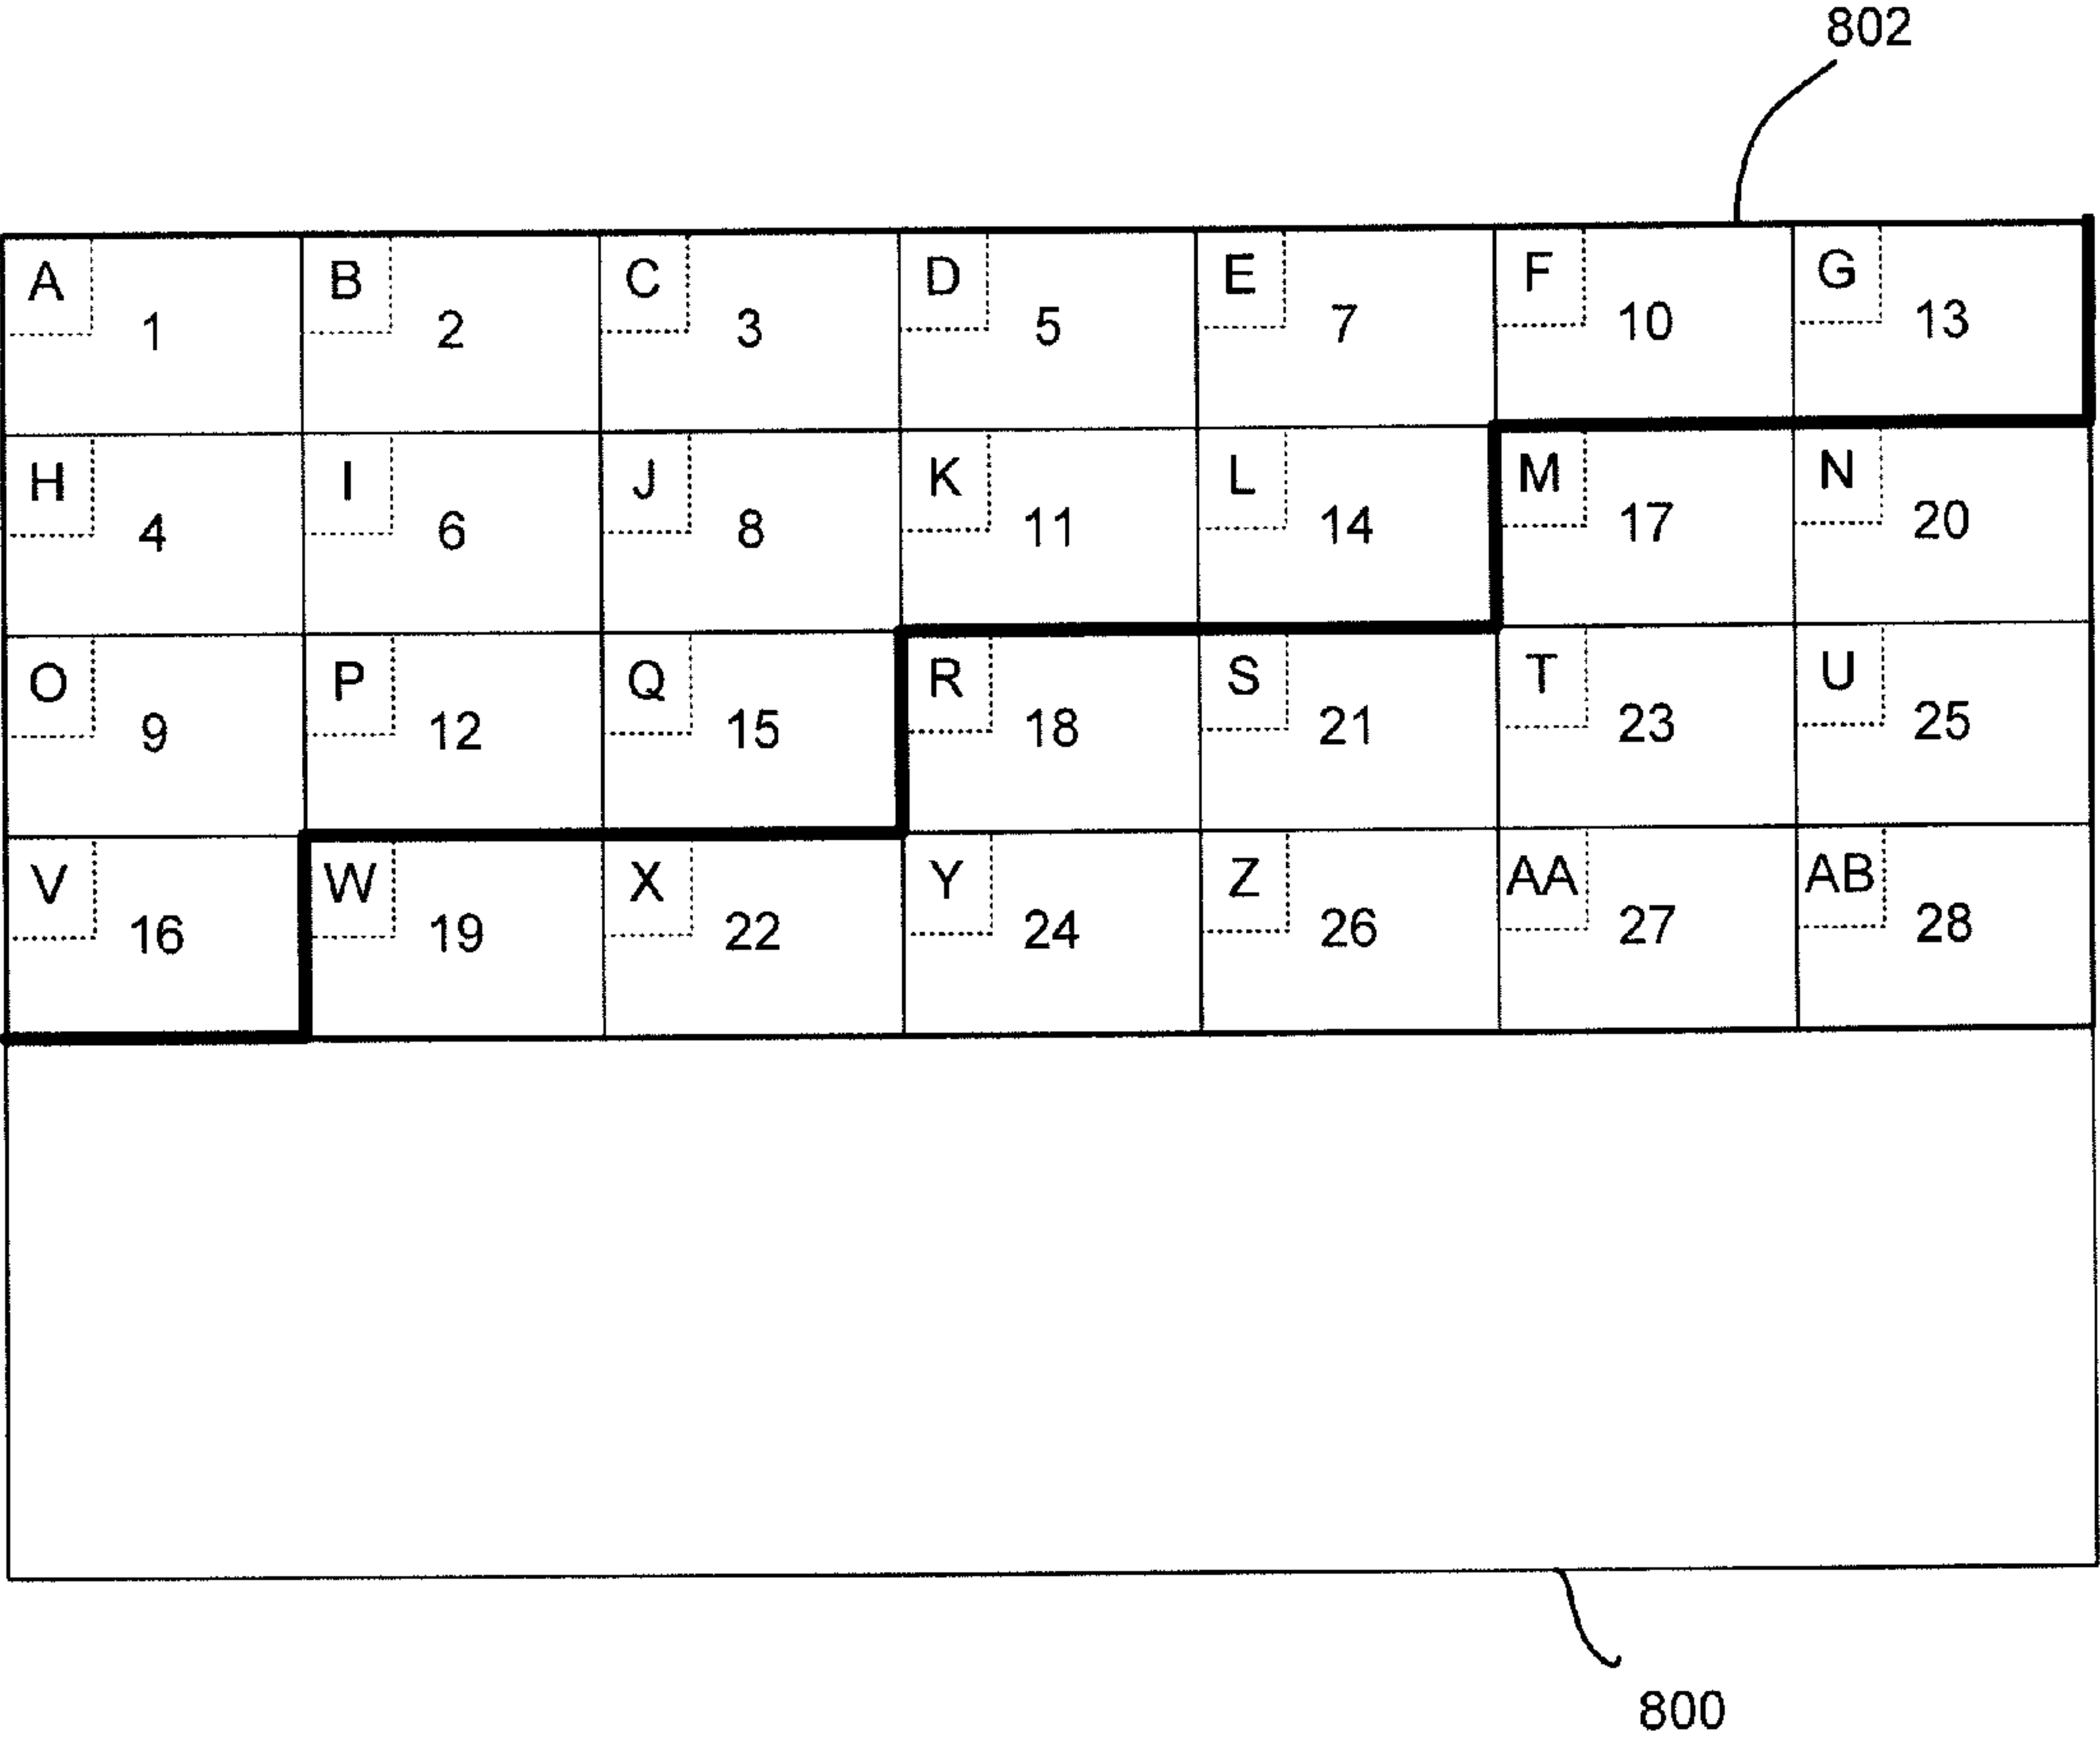 802
A 1 B 2 C 3 D 5 E 7 F 10 G 13
H 4 I 6 J 8 K 11 L 14 M 17 N 20
O 9 P 12 Q 15 R 18 S 21 T 23 U 25
V 16 W 19 X 22 Y 24 Z 26 AA 27 AB 28
800